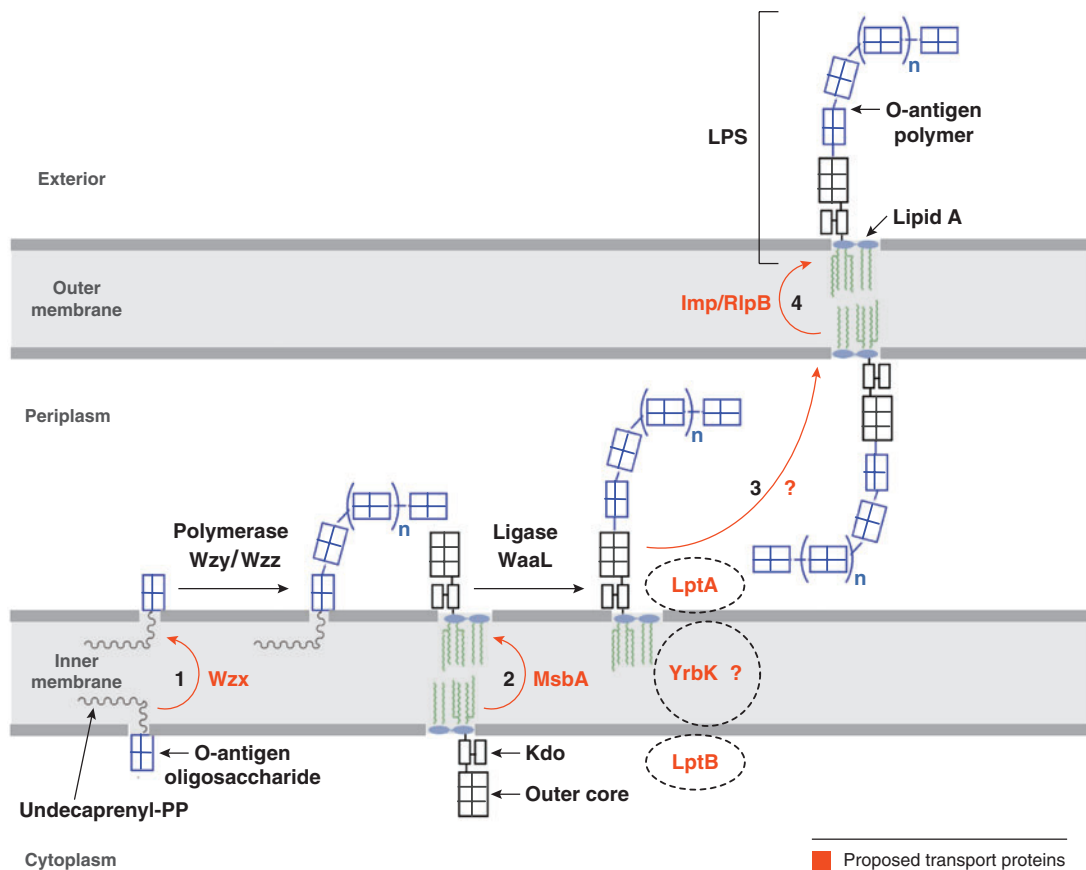 n
O-antigen
polymer
LPS
Exterior
Lipid A
Outer
membrane
Imp/RlpB
4
Periplasm
n
3 ?
Polymerase
Wzy/Wzz
n
Ligase
WaaL
LptA
n
Inner
membrane
1
Wzx
2
MsbA
YrbK ?
O-antigen
oligosaccharide
Kdo
LptB
Undecaprenyl-PP
Outer core
Cytoplasm
Proposed transport proteins